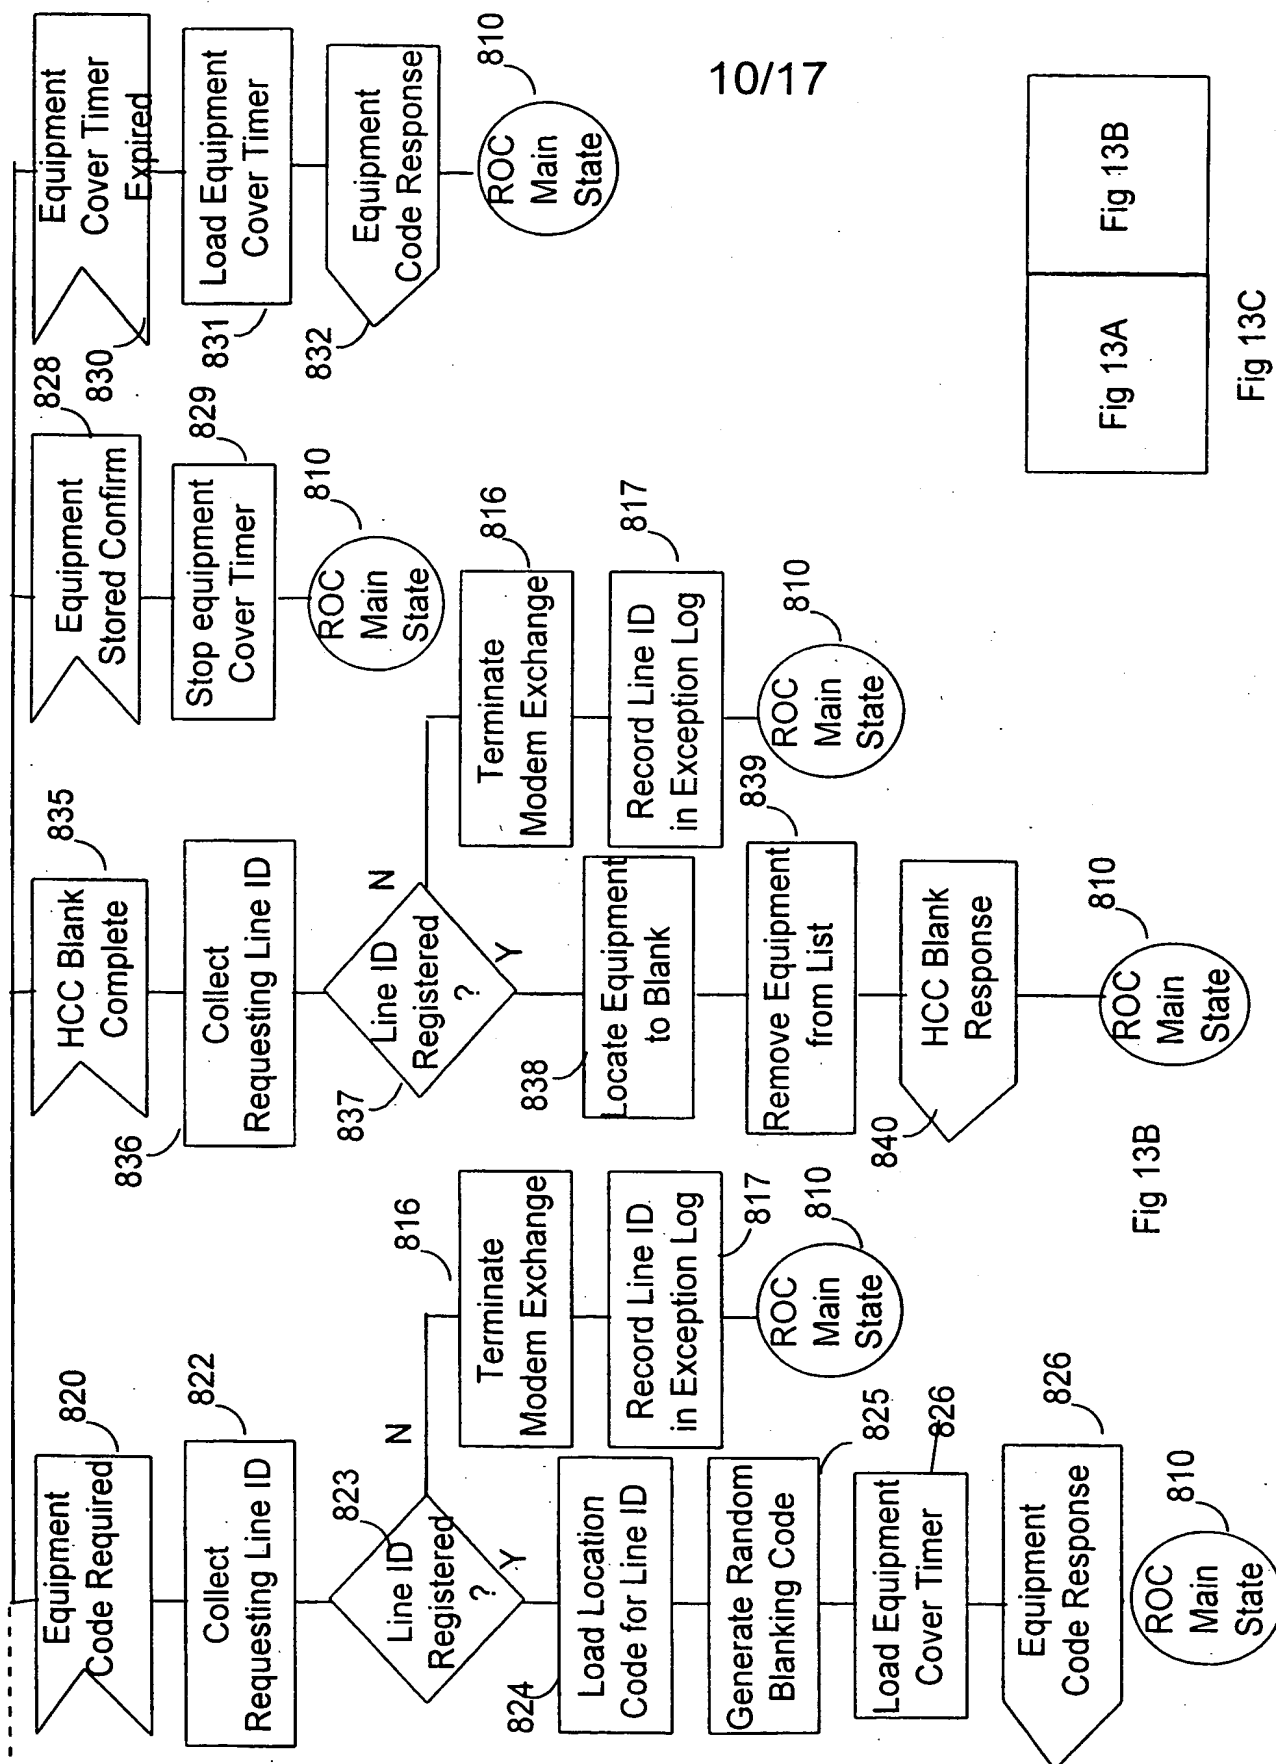 10/17
Equipment
Code Required
820
Collect
Requesting Line ID
822
Line ID
Registered
?
823
N
Y
Terminate
Modem Exchange
816
Record Line ID
in Exception Log
817
ROC
Main
State
810
Load Location
Code for Line ID
824
Generate Random
Blanking Code
825
Load Equipment
Cover Timer
826
Equipment
Code Response
826
ROC
Main
State
810
HCC Blank
Complete
835
Collect
Requesting Line ID
836
Line ID
Registered
?
837
N
Y
Terminate
Modem Exchange
816
Record Line ID
in Exception Log
817
ROC
Main
State
810
Locate Equipment
to Blank
838
Remove Equipment
from List
839
HCC Blank
Response
840
ROC
Main
State
810
Equipment
Stored Confirm
828
Stop equipment
Cover Timer
829
ROC
Main
State
810
Equipment
Cover Timer
Expired
830
Load Equipment
Cover Timer
831
Equipment
Code Response
832
ROC
Main
State
810
Fig 13B
Fig 13A
Fig 13B
Fig 13C